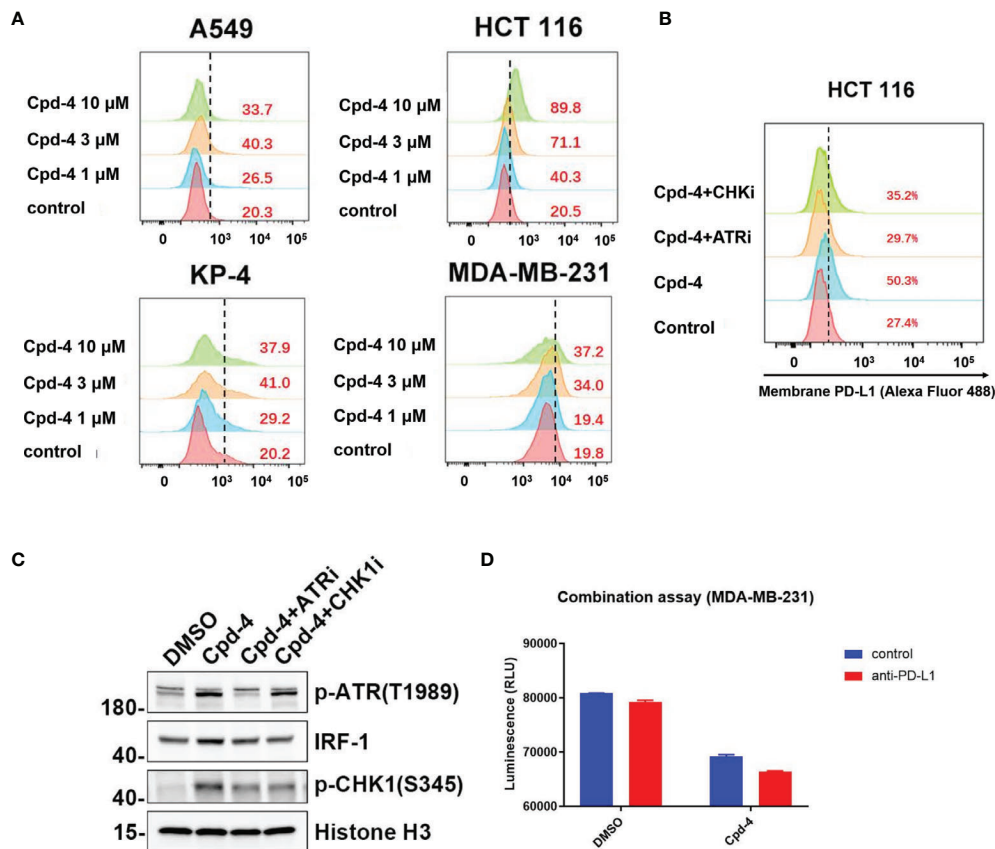 A
B
A549
HCT 116
Cpd-4 10 μM
33.7
Cpd-4 3 μM
40.3
Cpd-4 1 μM
26.5
control
20.3
0 10³ 10⁴ 10⁵
Cpd-4 10 μM
89.8
Cpd-4 3 μM
71.1
Cpd-4 1 μM
40.3
control
20.5
0 10³ 10⁴ 10⁵
KP-4
MDA-MB-231
Cpd-4 10 μM
37.9
Cpd-4 3 μM
41.0
Cpd-4 1 μM
29.2
control
20.2
0 10³ 10⁴ 10⁵
Cpd-4 10 μM
37.2
Cpd-4 3 μM
34.0
Cpd-4 1 μM
19.4
control
19.8
0 10³ 10⁴ 10⁵
HCT 116
Cpd-4+CHKi
35.2%
Cpd-4+ATRi
29.7%
Cpd-4
50.3%
Control
27.4%
0 10³ 10⁴ 10⁵
Membrane PD-L1 (Alexa Fluor 488)
C
DMSO
Cpd-4
Cpd-4+ATRi
Cpd-4+CHK1i
180-
p-ATR(T1989)
40-
IRF-1
40-
p-CHK1(S345)
15-
Histone H3
D
Combination assay (MDA-MB-231)
Luminescence (RLU)
90000
80000
70000
60000
DMSO
Cpd-4
control
anti-PD-L1